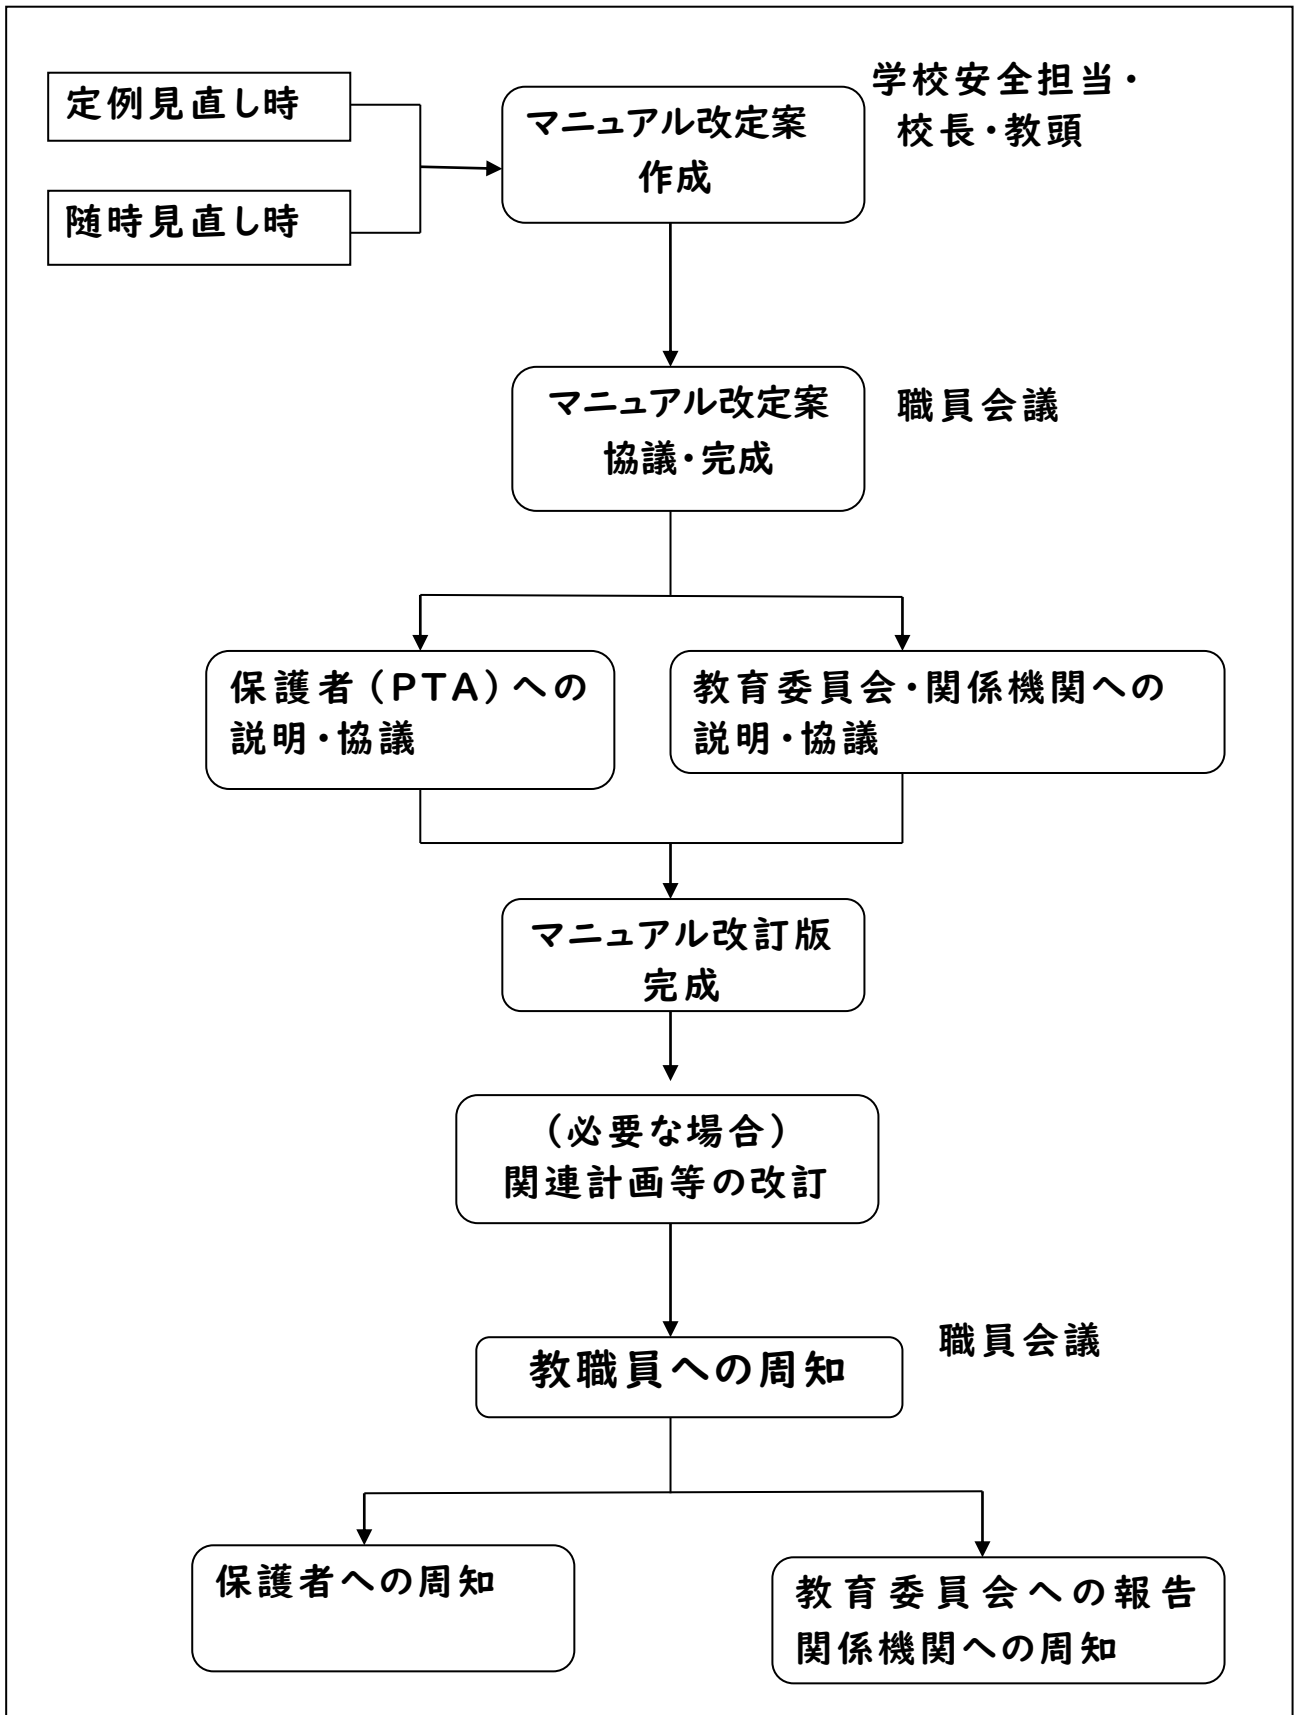 定例見直し時
随時見直し時
マニュアル改定案
作成
学校安全担当・
校長・教頭
マニュアル改定案
協議・完成
職員会議
保護者（PTA）への
説明・協議
教育委員会・関係機関への
説明・協議
マニュアル改訂版
完成
（必要な場合）
関連計画等の改訂
教職員への周知
職員会議
保護者への周知
教育委員会への報告
関係機関への周知